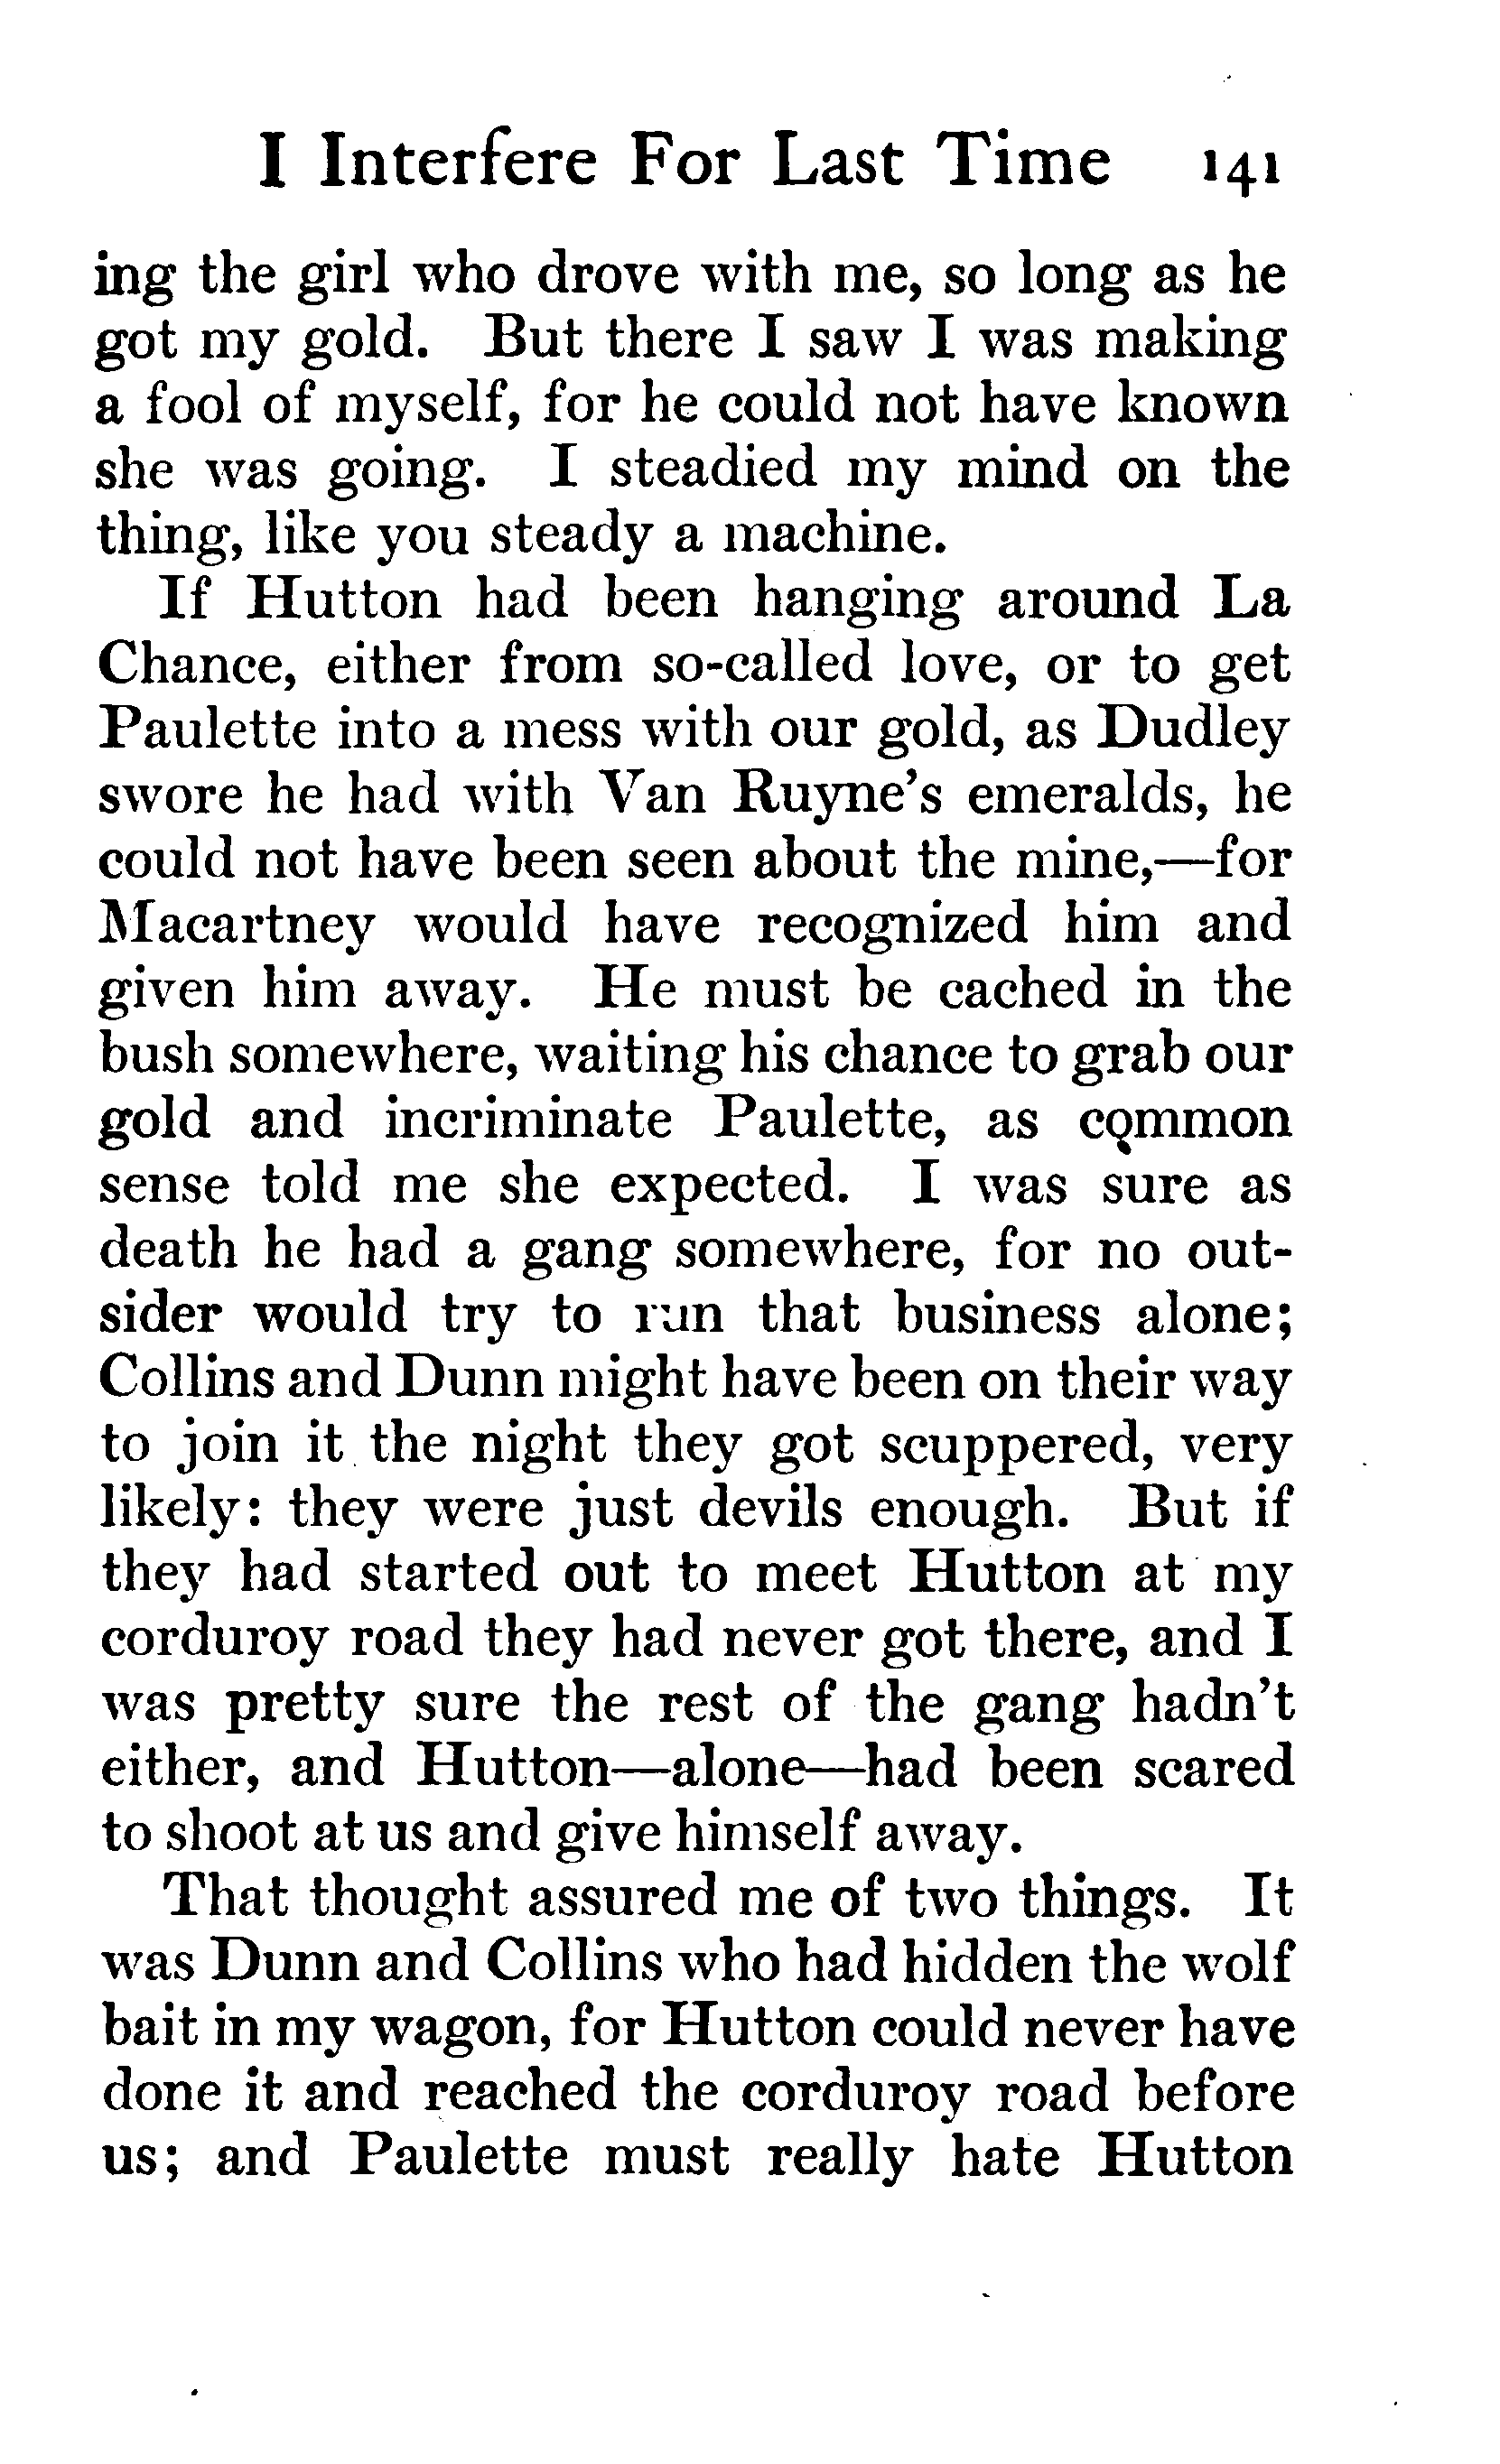 I Interfere For Last Time 141
ing the girl who drove with me, so long as he
got my gold. But there I saw I was making
a fool of myself, for he could not have known
she was going. I steadied my mind on the
thing, like you steady a machine.
If Hutton had been hanging around La
Chance, either from so-called love, or to get
Paulette into a mess with our gold, as Dudley
swore he had with Van Ruyne's emeralds, he
could not have been seen about the mine,—for
Macartney would have recognized him and
given him away. He must be cached in the
bush somewhere, waiting his chance to grab our
gold and incriminate Paulette, as common
sense told me she expected. I was sure as
death he had a gang somewhere, for no out-
sider would try to run that business alone;
Collins and Dunn might have been on their way
to join it the night they got scuppered, very
likely: they were just devils enough. But if
they had started out to meet Hutton at my
corduroy road they had never got there, and I
was pretty sure the rest of the gang hadn't
either, and Hutton—alone—had been scared
to shoot at us and give himself away.
That thought assured me of two things. It
was Dunn and Collins who had hidden the wolf
bait in my wagon, for Hutton could never have
done it and reached the corduroy road before
us; and Paulette must really hate Hutton